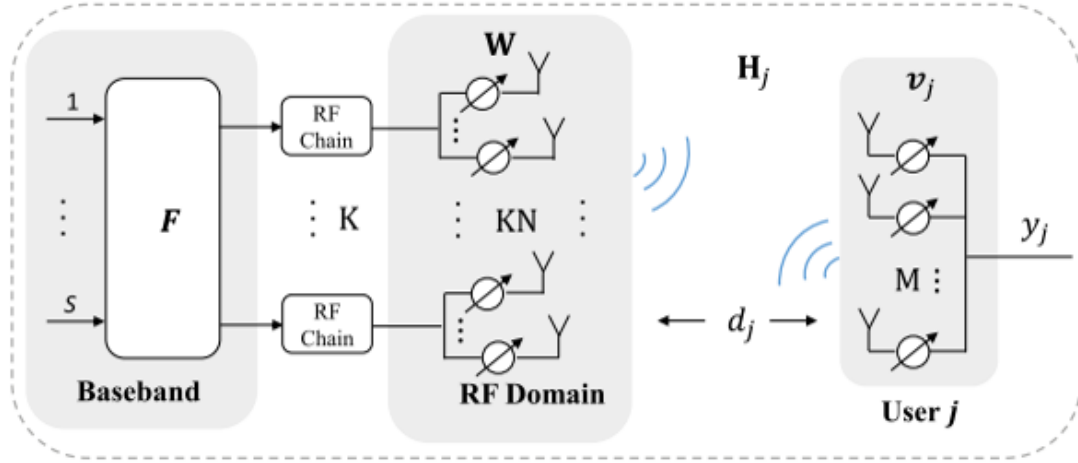 1
S
F
Baseband
RF
Chain
K
RF
Chain
W
KN
RF Domain
H_j
d_j
v_j
M
User j
y_j